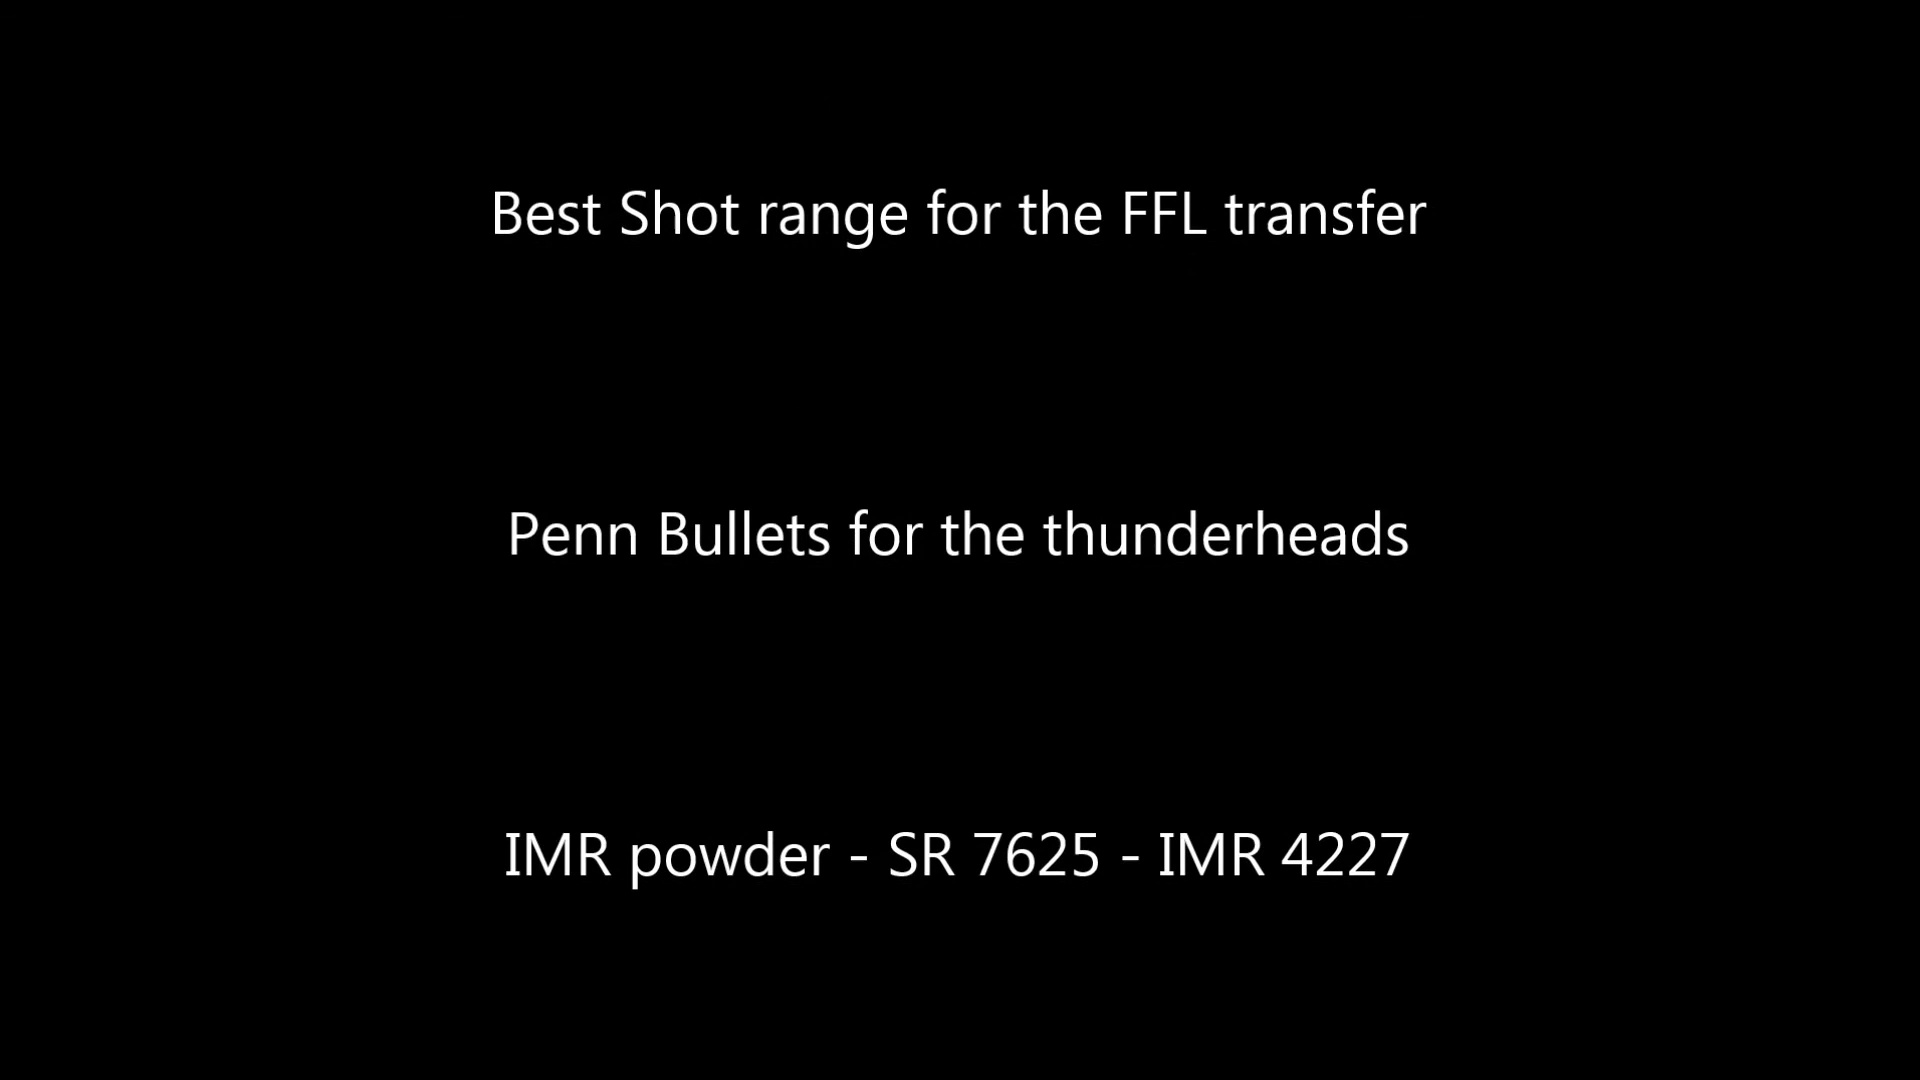 Best Shot range for the FFL transfer
Penn Bullets for the thunderheads
IMR powder - SR 7625 - IMR 4227